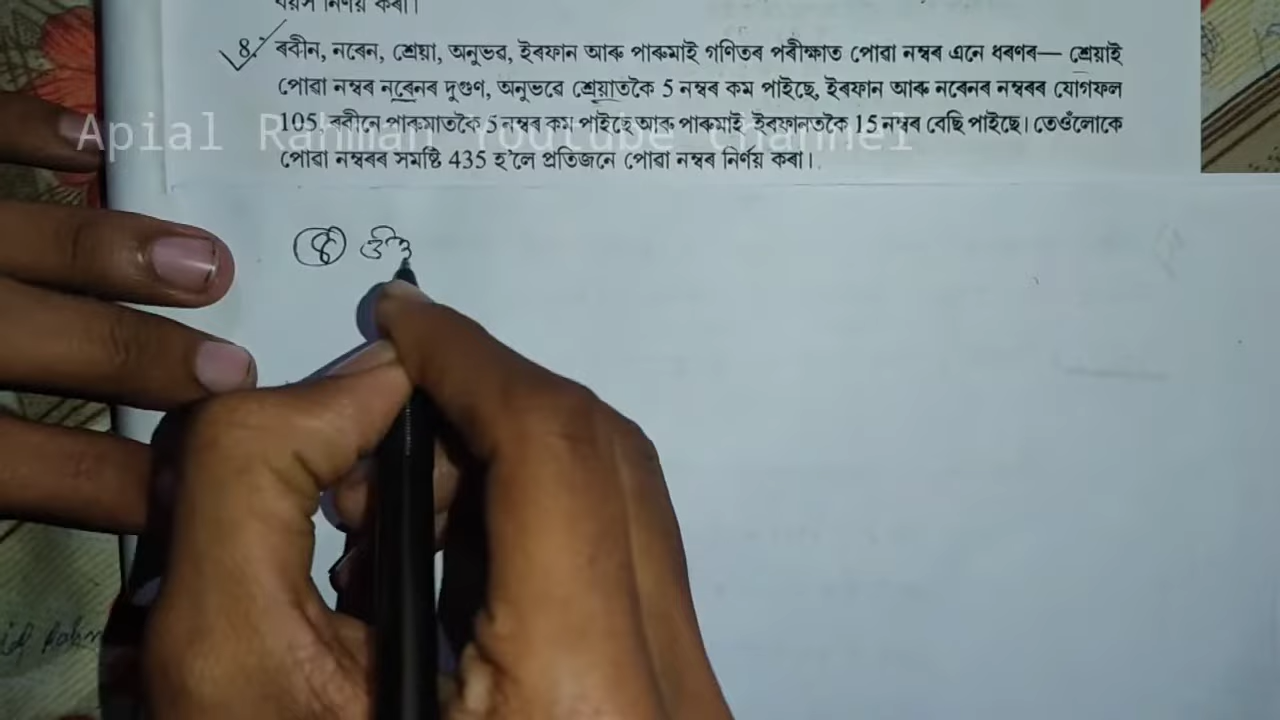 বয়স নিৰ্ণয় কৰা।
8. ৰবীন, নৰেন, শ্ৰেয়া, অনুভৱ, ইৰফান আৰু পাৰুমাই গণিতৰ পৰীক্ষাত পোৱা নম্বৰ এনে ধৰণৰ— শ্ৰেয়াই
পোৱা নম্বৰ নৰেনৰ দুগুণ, অনুভৱে শ্ৰেয়াতকৈ 5 নম্বৰ কম পাইছে, ইৰফান আৰু নৰেনৰ নম্বৰৰ যোগফল
105, ৰবীনে পাৰুমাতকৈ 5 নম্বৰ কম পাইছে আৰু পাৰুমাই ইৰফানতকৈ 15 নম্বৰ বেছি পাইছে। তেওঁলোকে
Apial Rahman Youtube channel
পোৱা নম্বৰৰ সমষ্টি 435 হ'লে প্ৰতিজনে পোৱা নম্বৰ নিৰ্ণয় কৰা।
8